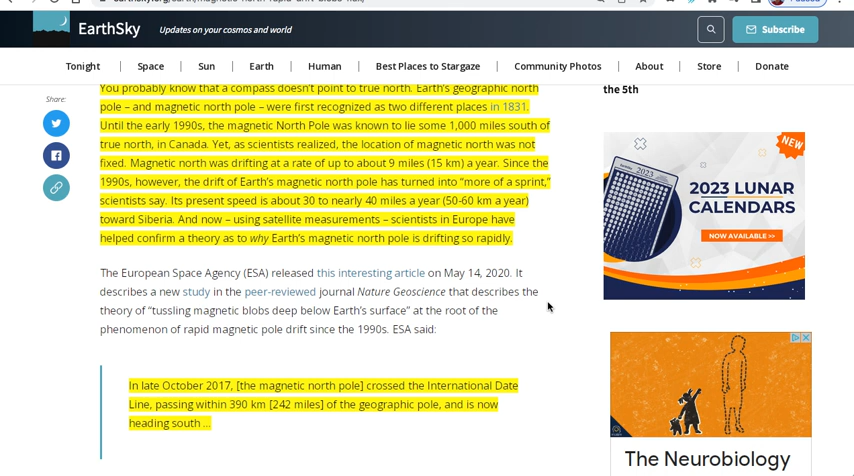 EarthSky
Updates on your cosmos and world
Subscribe
Tonight
Space
Sun
Earth
Human
Best Places to Stargaze
Community Photos
About
Store
Donate
Share:
You probably know that a compass doesn't point to true north. Earth's geographic north
pole – and magnetic north pole – were first recognized as two different places in 1831.
Until the early 1990s, the magnetic North Pole was known to lie some 1,000 miles south of
true north, in Canada. Yet, as scientists realized, the location of magnetic north was not
fixed. Magnetic north was drifting at a rate of up to about 9 miles (15 km) a year. Since the
1990s, however, the drift of Earth's magnetic north pole has turned into “more of a sprint,”
scientists say. Its present speed is about 30 to nearly 40 miles a year (50-60 km a year)
toward Siberia. And now – using satellite measurements – scientists in Europe have
helped confirm a theory as to why Earth's magnetic north pole is drifting so rapidly.
The European Space Agency (ESA) released this interesting article on May 14, 2020. It
describes a new study in the peer-reviewed journal Nature Geoscience that describes the
theory of “tussling magnetic blobs deep below Earth's surface” at the root of the
phenomenon of rapid magnetic pole drift since the 1990s. ESA said:
In late October 2017, [the magnetic north pole] crossed the International Date
Line, passing within 390 km [242 miles] of the geographic pole, and is now
heading south ...
the 5th
NEW
2023
2023 LUNAR
CALENDARS
NOW AVAILABLE >>
The Neurobiology